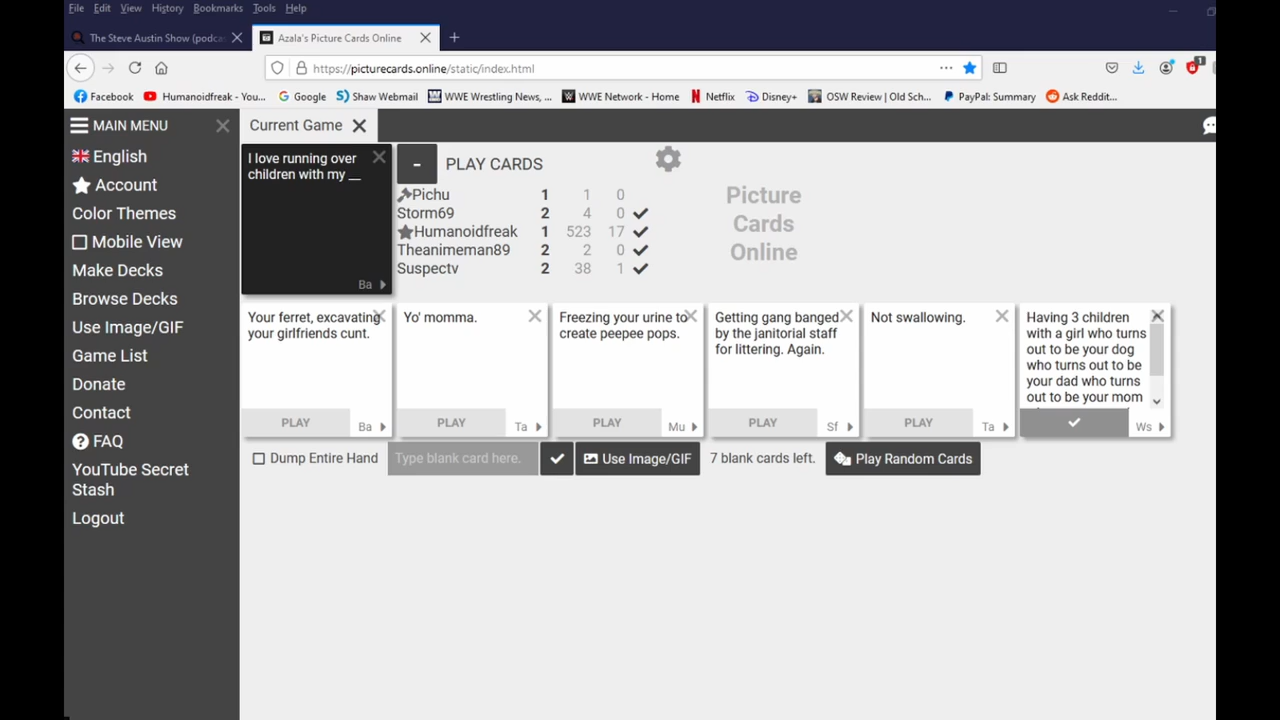 File Edit View History Bookmarks Tools Help
The Steve Austin Show (podca
Azala's Picture Cards Online
https://picturecards.online/static/index.html
1
Facebook Humanoidfreak - You... Google Shaw Webmail WWE Wrestling News, ... WWE Network - Home Netflix Disney+ OSW Review | Old Sch... PayPal: Summary Ask Reddit...
MAIN MENU
English
Account
Color Themes
Mobile View
Make Decks
Browse Decks
Use Image/GIF
Game List
Donate
Contact
FAQ
YouTube Secret
Stash
Logout
Current Game
I love running over
children with my __
Ba
- PLAY CARDS
Pichu 1 1 0
Storm69 2 4 0
Humanoidfreak 1 523 17
Theanimeman89 2 2 0
Suspectv 2 38 1
Picture
Cards
Online
Your ferret, excavating
your girlfriends cunt.
PLAY Ba
Yo' momma.
PLAY Ta
Freezing your urine to
create peepee pops.
PLAY Mu
Getting gang banged
by the janitorial staff
for littering. Again.
PLAY Sf
Not swallowing.
PLAY Ta
Having 3 children
with a girl who turns
out to be your dog
who turns out to be
your dad who turns
out to be your mom
Ws
Dump Entire Hand Type blank card here. Use Image/GIF 7 blank cards left. Play Random Cards